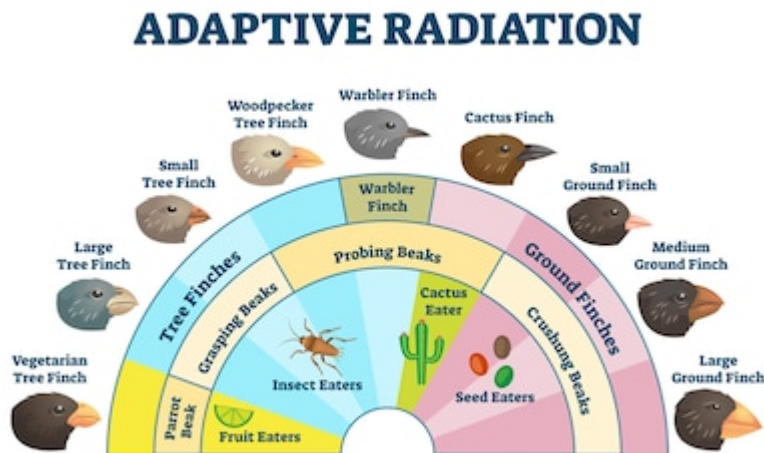 ADAPTIVE RADIATION
Warbler Finch
Woodpecker
Tree Finch
Cactus Finch
Small
Tree Finch
Small
Ground Finch
Large
Tree Finch
Medium
Ground Finch
Vegetarian
Tree Finch
Large
Ground Finch
Warbler
Finch
Tree Finches
Ground Finches
Probing Beaks
Grasping Beaks
Crushung Beaks
Parrot
Beak
Cactus
Eater
Insect Eaters
Seed Eaters
Fruit Eaters